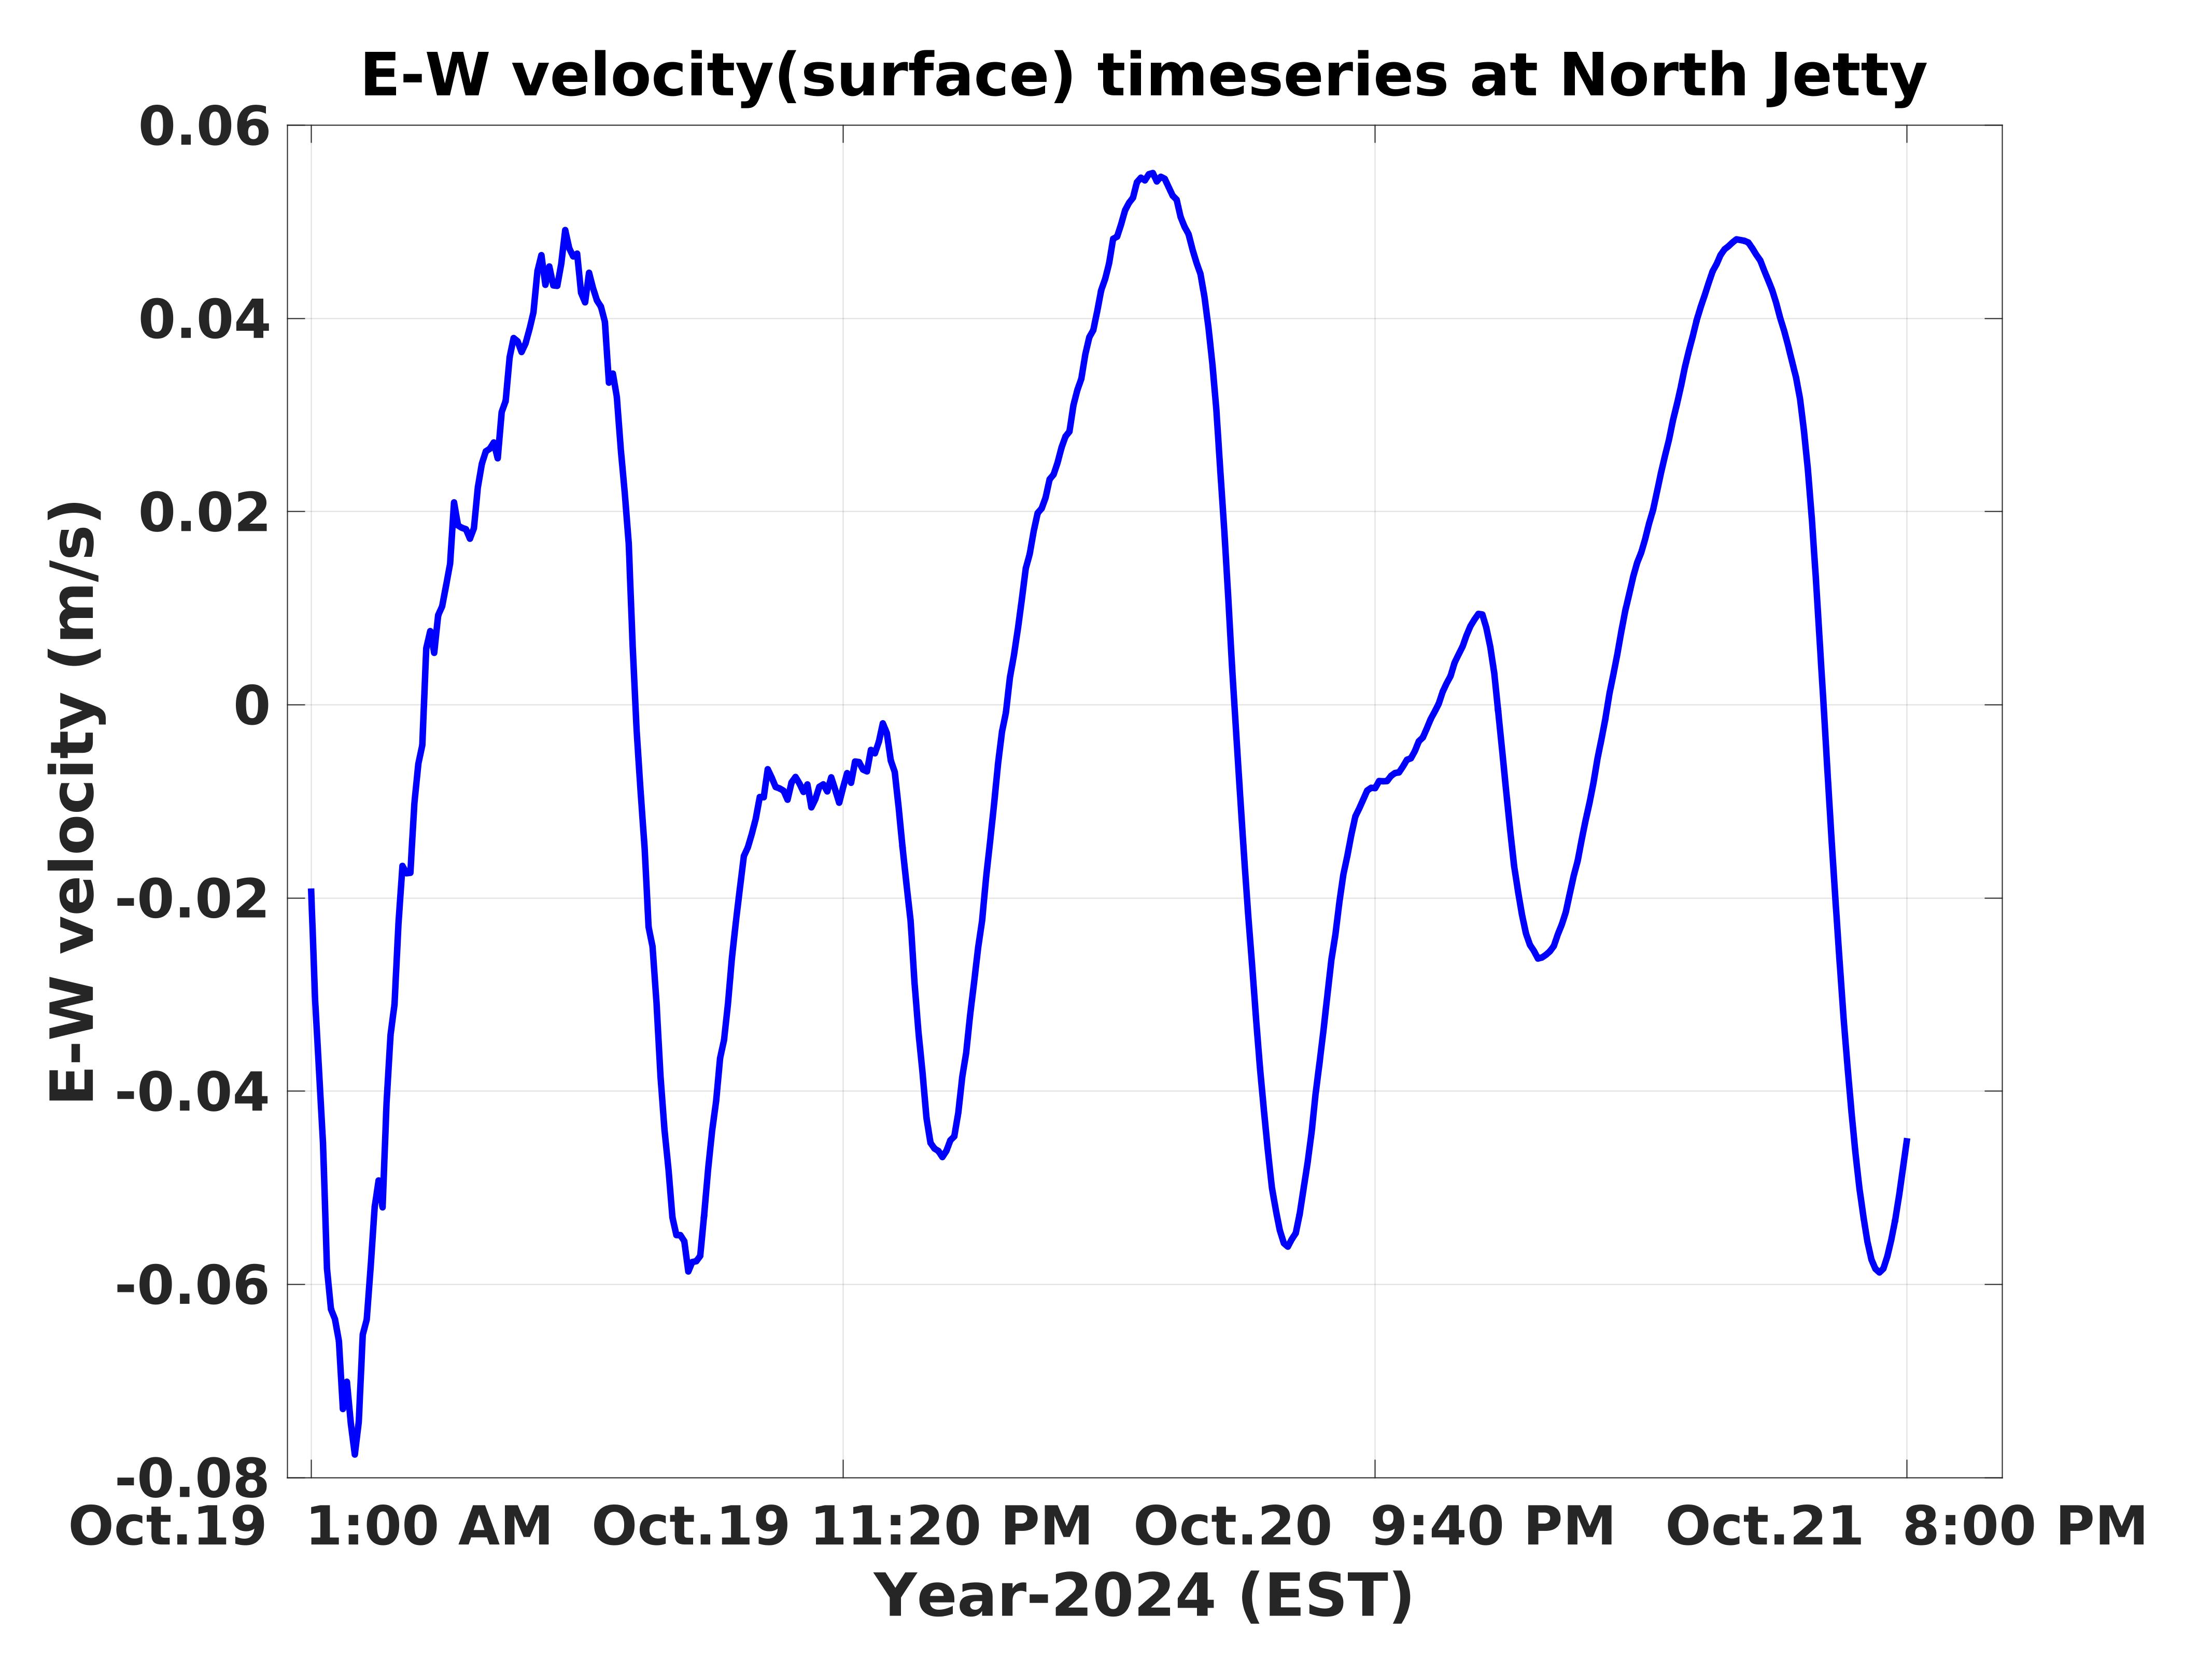 E-W velocity(surface) timeseries at North Jetty
0.06
0.04
0.02
0
-0.02
-0.04
-0.06
-0.08
E-W velocity (m/s)
Oct.19 1:00 AM Oct.19 11:20 PM Oct.20 9:40 PM Oct.21 8:00 PM
Year-2024 (EST)